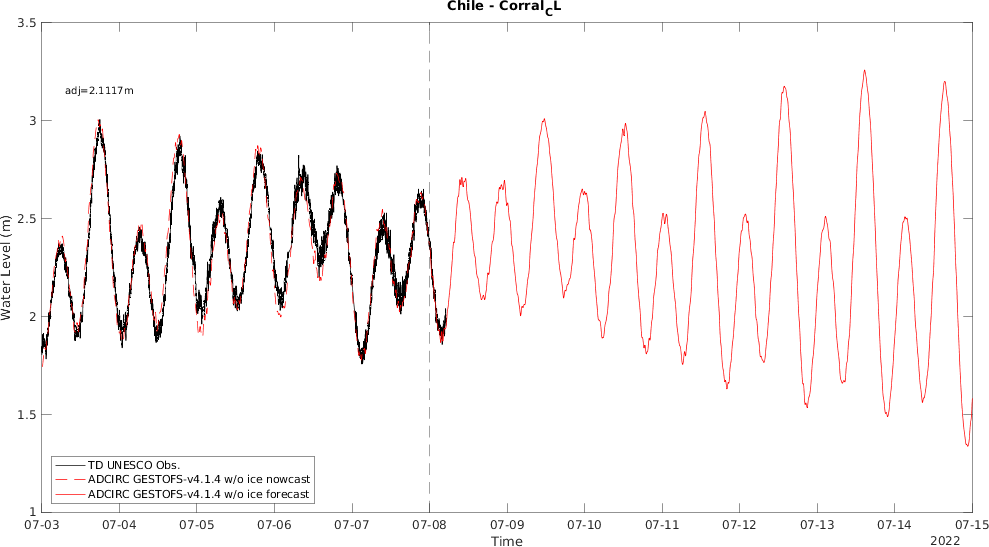 Chile - Corral_CL
3.5
adj=2.1117m
3
2.5
Water Level (m)
2
1.5
TD UNESCO Obs.
ADCIRC GESTOFS-v4.1.4 w/o ice nowcast
ADCIRC GESTOFS-v4.1.4 w/o ice forecast
1
07-03 07-04 07-05 07-06 07-07 07-08 07-09 07-10 07-11 07-12 07-13 07-14 07-15
Time
2022